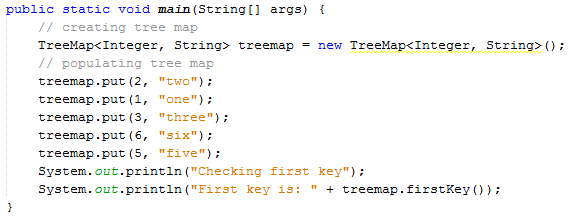 public static void main(String[] args) {
// creating tree map
TreeMap<Integer, String> treemap = new TreeMap<Integer, String>();
// populating tree map
treemap.put(2, "two");
treemap.put(1, "one");
treemap.put(3, "three");
treemap.put(6, "six");
treemap.put(5, "five");
System.out.println("Checking first key");
System.out.println("First key is: " + treemap.firstKey());
}